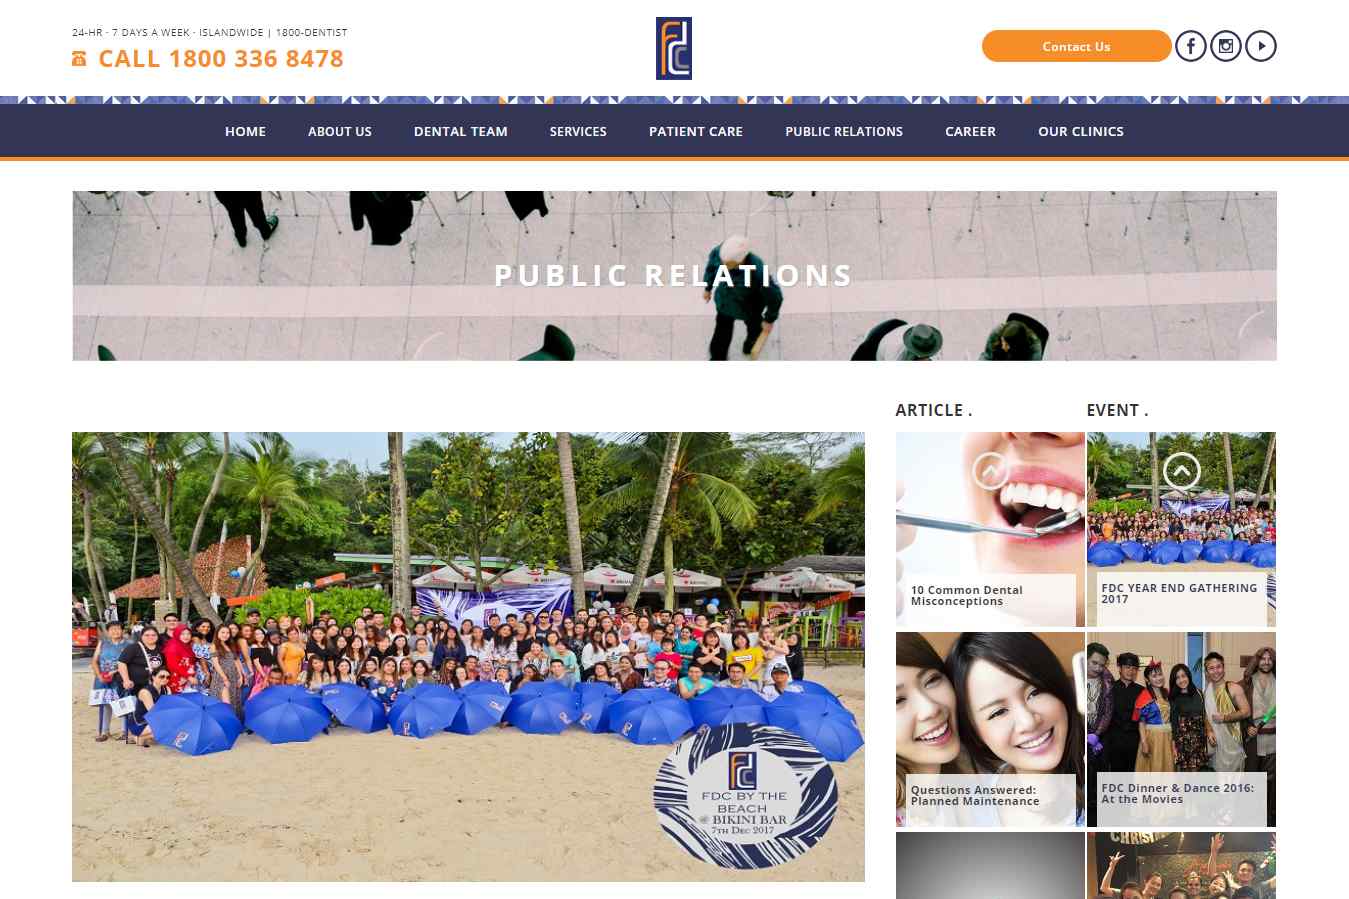 24-HR · 7 DAYS A WEEK · ISLANDWIDE | 1800-DENTIST
CALL 1800 336 8478
fdc
Contact Us
HOME ABOUT US DENTAL TEAM SERVICES PATIENT CARE PUBLIC RELATIONS CAREER OUR CLINICS
PUBLIC RELATIONS
ARTICLE .
EVENT .
FDC BY THE
BEACH
@ BIKINI BAR
7TH DEC 2017
10 Common Dental
Misconceptions
FDC YEAR END GATHERING
2017
Questions Answered:
Planned Maintenance
FDC Dinner & Dance 2016:
At the Movies